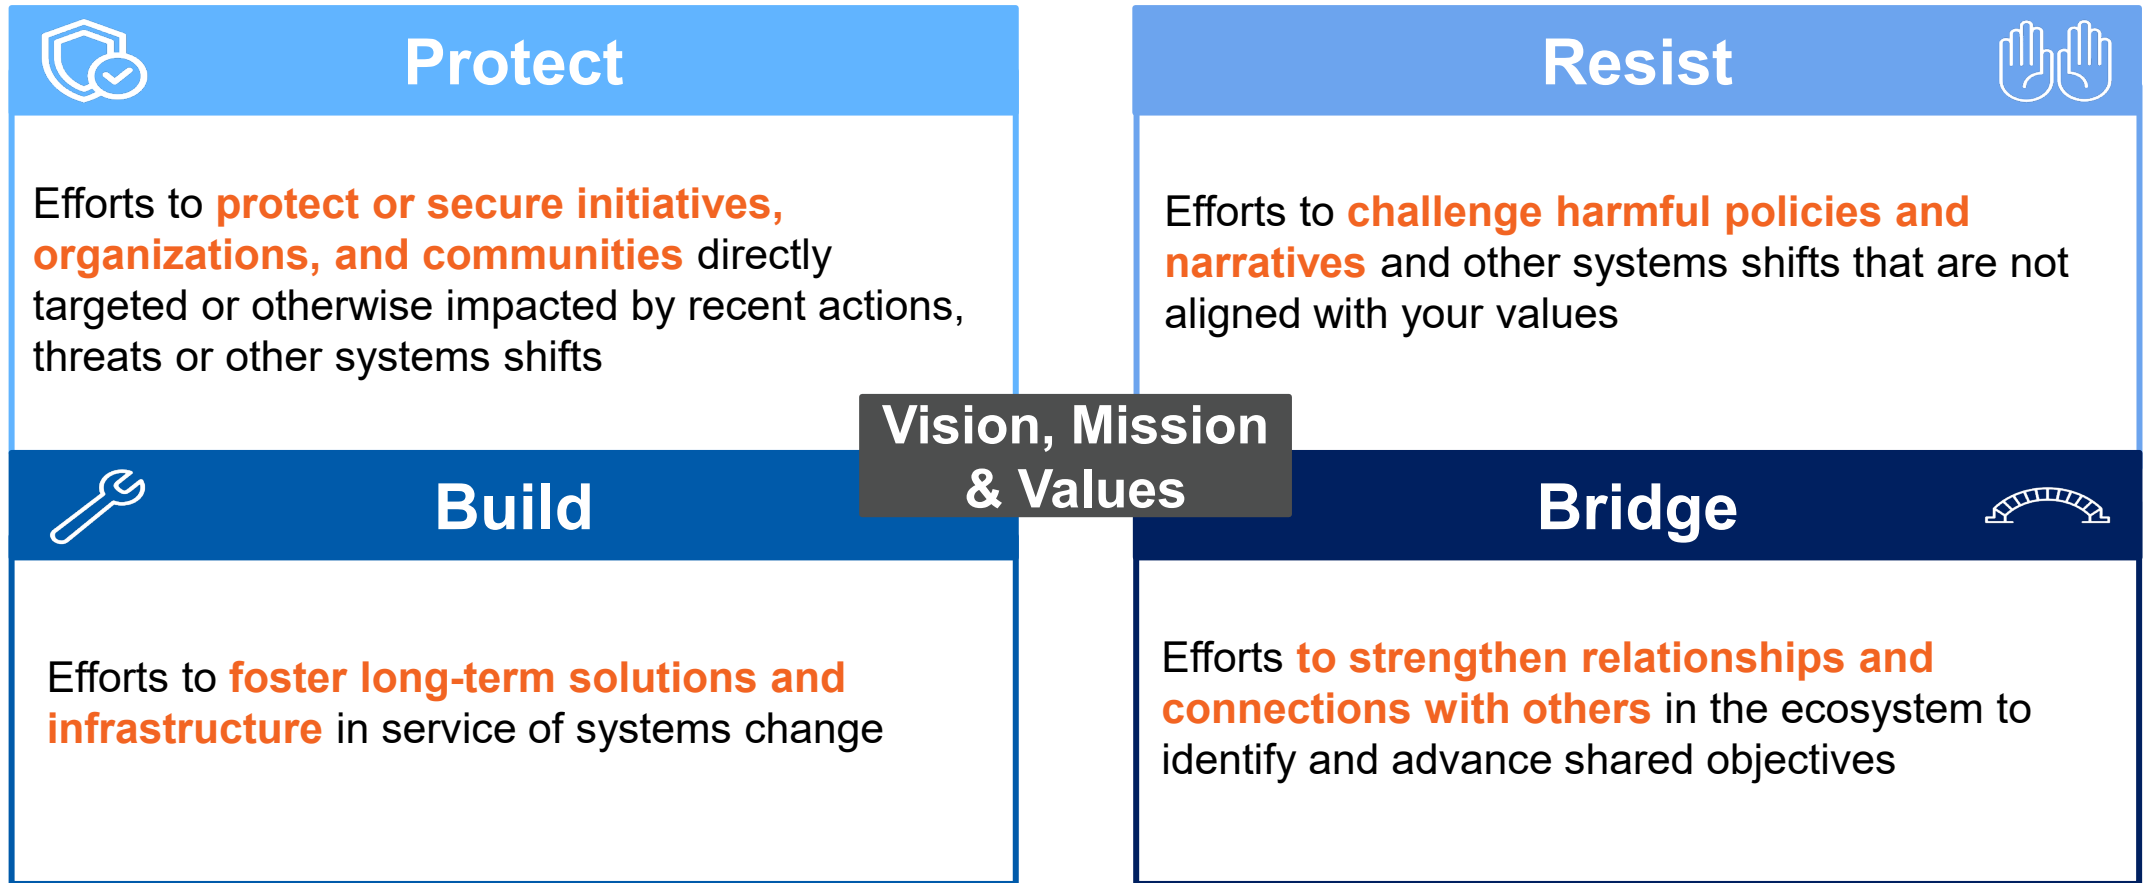 Protect
Efforts to protect or secure initiatives,
organizations, and communities directly
targeted or otherwise impacted by recent actions,
threats or other systems shifts
Resist
Efforts to challenge harmful policies and
narratives and other systems shifts that are not
aligned with your values
Vision, Mission
& Values
Build
Efforts to foster long-term solutions and
infrastructure in service of systems change
Bridge
Efforts to strengthen relationships and
connections with others in the ecosystem to
identify and advance shared objectives